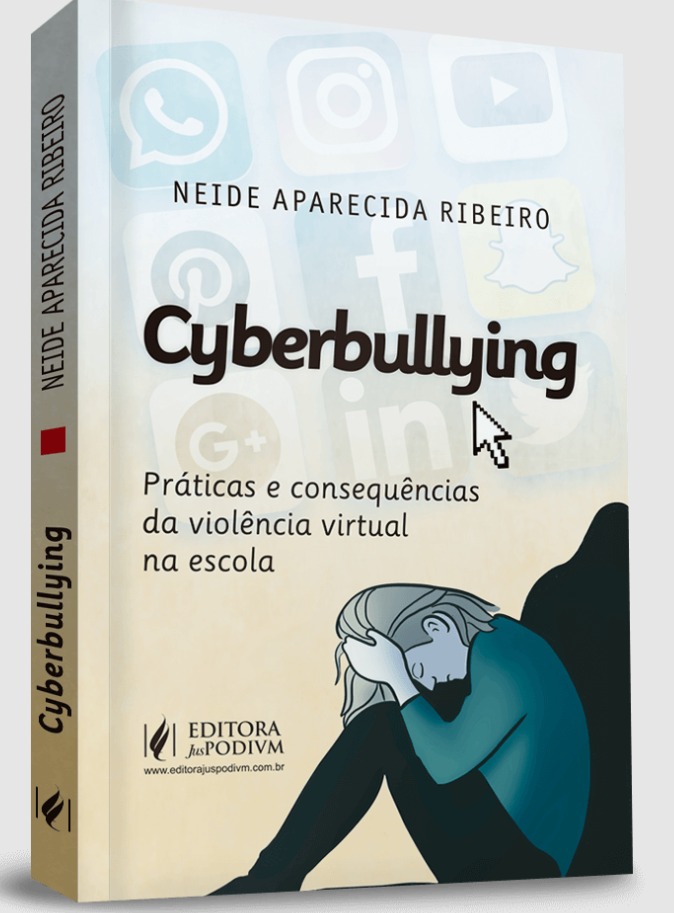 NEIDE APARECIDA RIBEIRO
Cyberbullying
Práticas e consequências
da violência virtual
na escola
EDITORA
JusPODIVM
www.editorajuspodivm.com.br
NEIDE APARECIDA RIBEIRO
Cyberbullying
G+
in